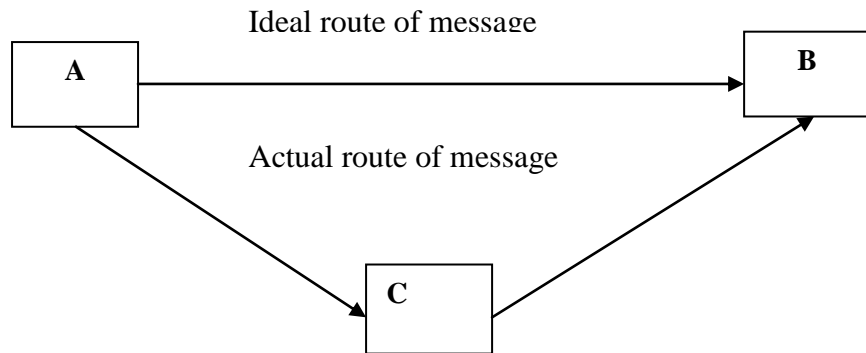 Ideal route of message
A
B
Actual route of message
C